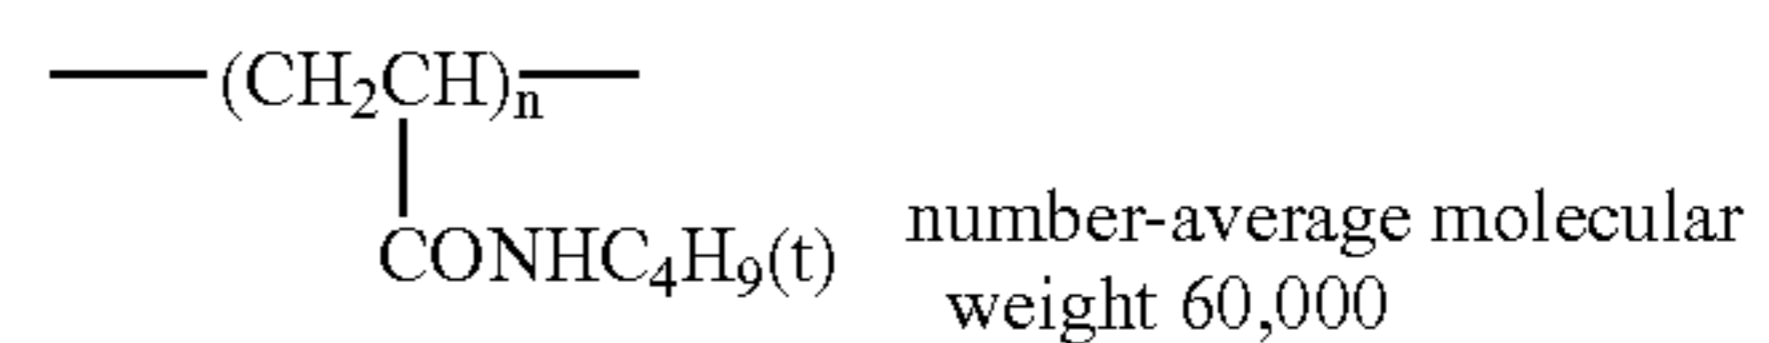 (CH₂CH)ₙ
CONHC₄H₉(t)
number-average molecular
weight 60,000